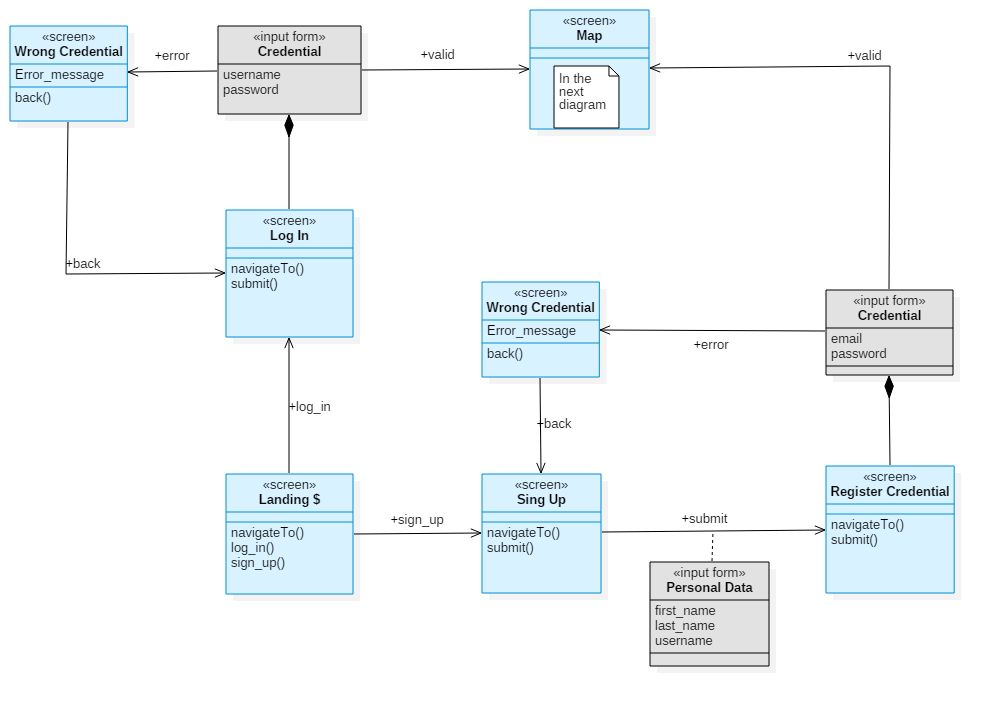 «screen»
Wrong Credential
Error_message
back()
+error
«input form»
Credential
username
password
+valid
«screen»
Map
In the
next
diagram
+valid
+back
«screen»
Log In
navigateTo()
submit()
«screen»
Wrong Credential
Error_message
back()
+error
«input form»
Credential
email
password
+log_in
+back
«screen»
Landing $
navigateTo()
log_in()
sign_up()
+sign_up
«screen»
Sing Up
navigateTo()
submit()
+submit
«screen»
Register Credential
navigateTo()
submit()
«input form»
Personal Data
first_name
last_name
username